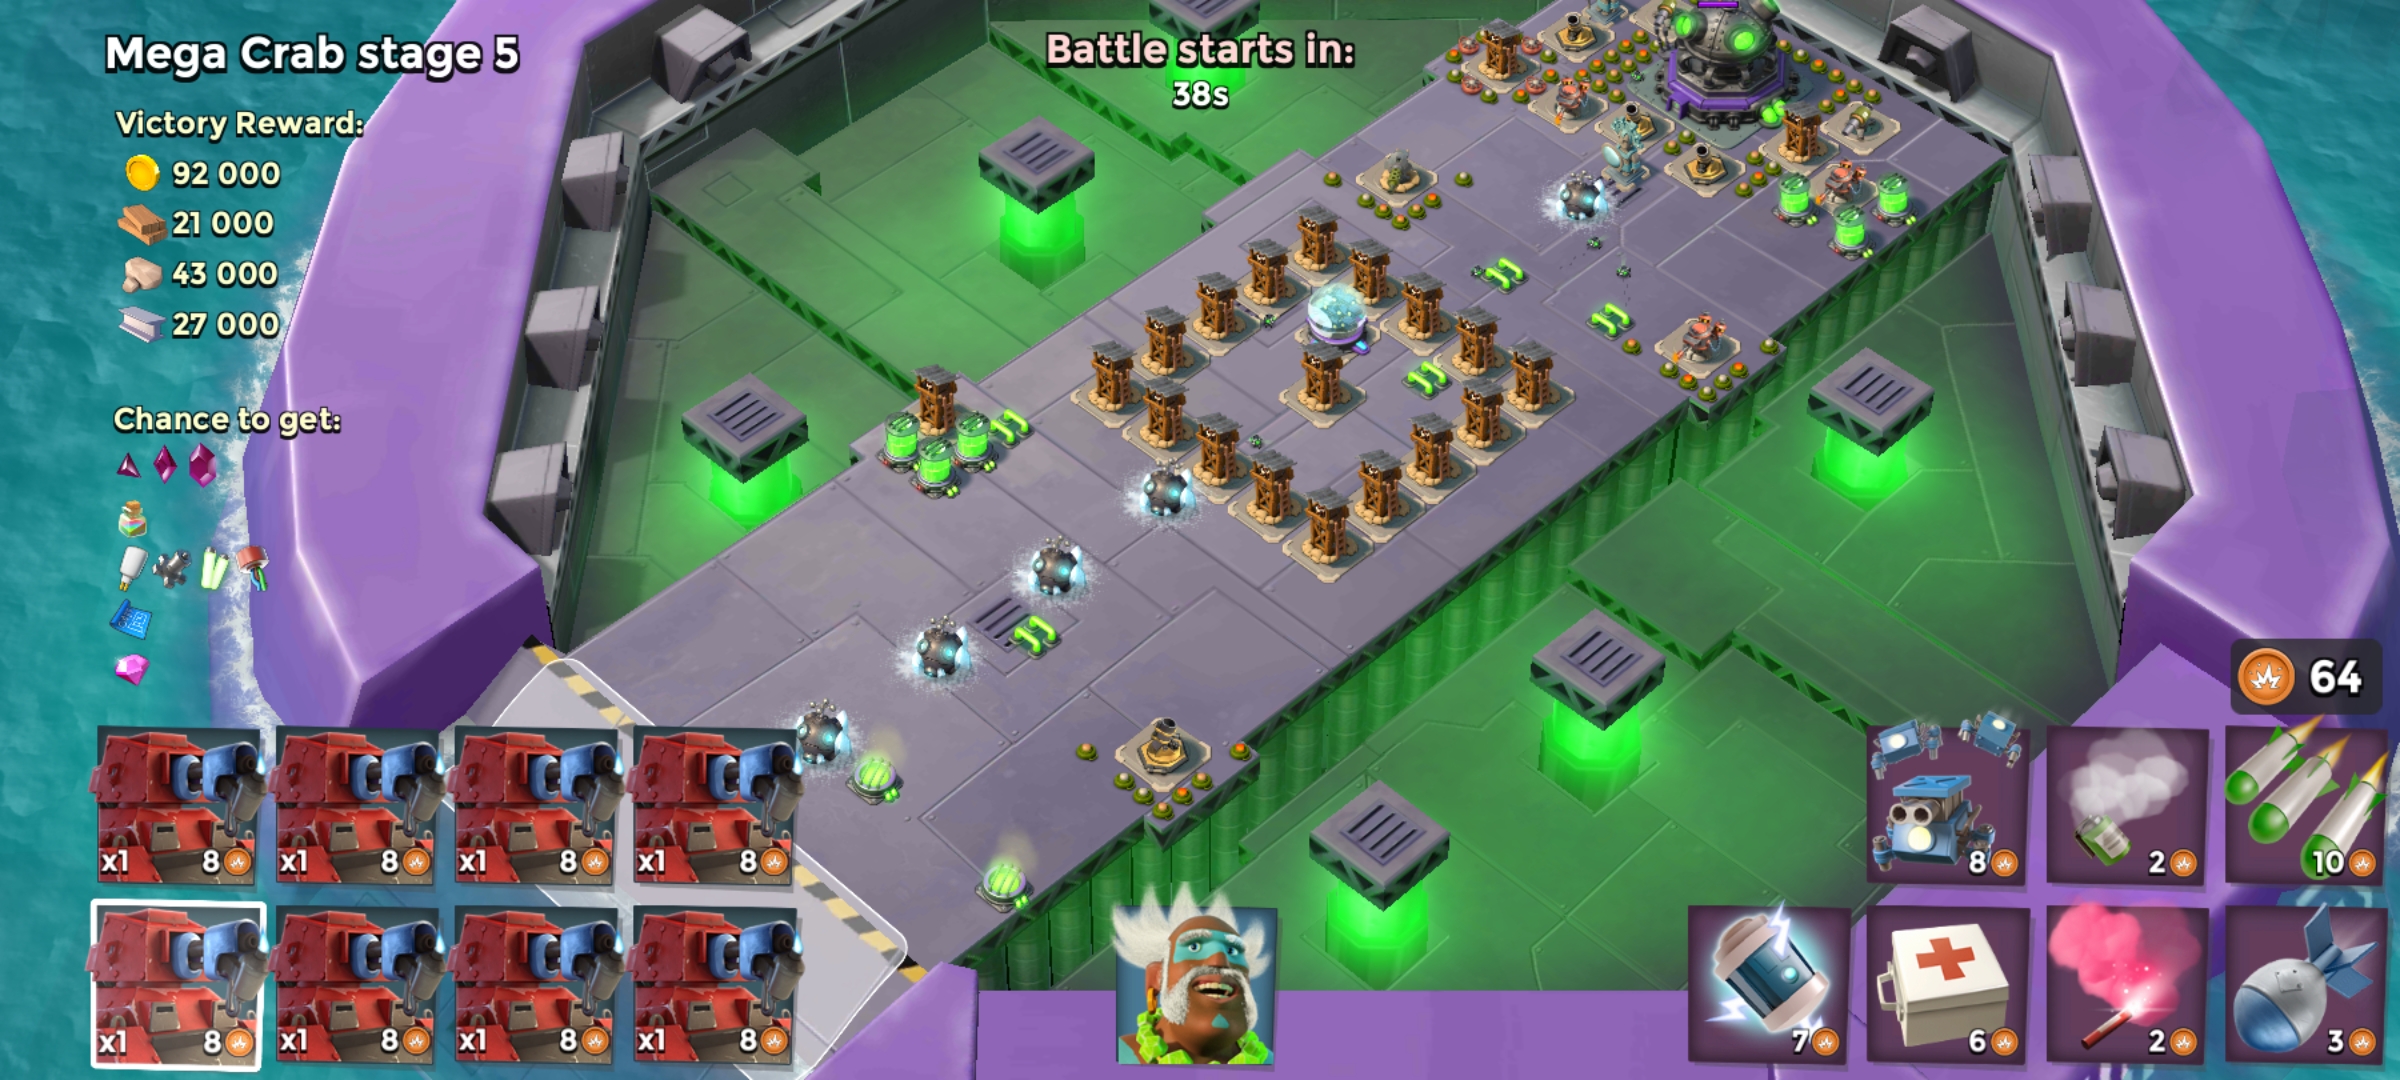 Mega Crab stage 5
Battle starts in:
38s
Victory Reward:
92 000
21 000
43 000
27 000
Chance to get:
64
x1 8
x1 8
x1 8
x1 8
8
2
10
x1 8
x1 8
x1 8
x1 8
7
6
2
3